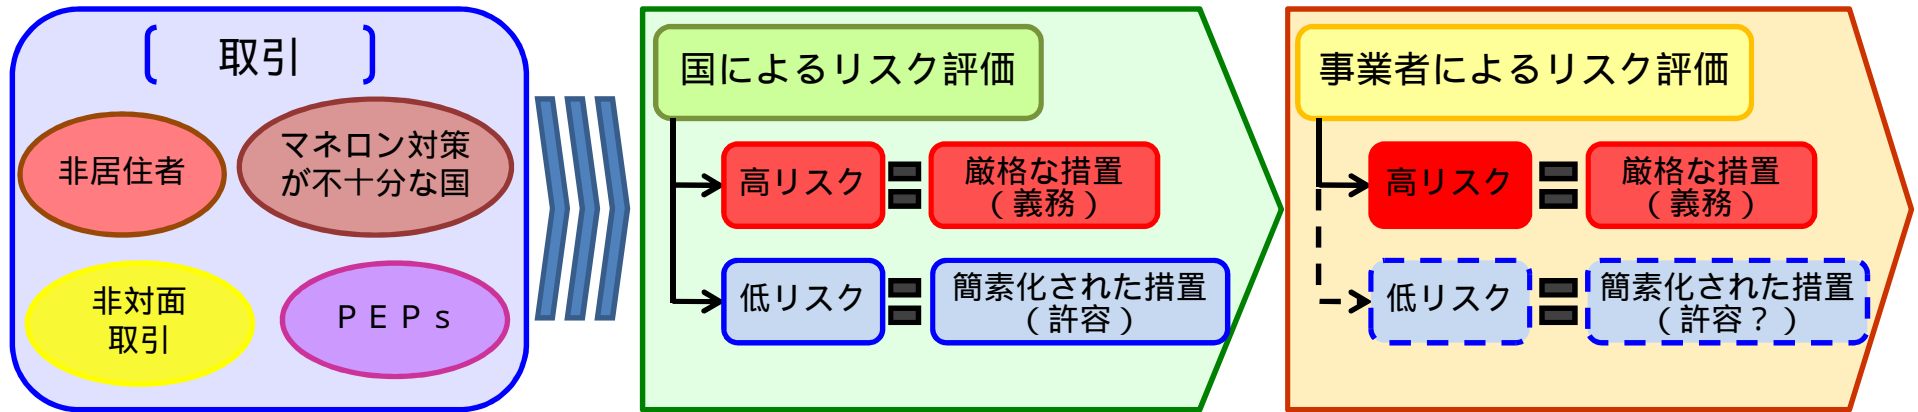 〔 取引 〕
非居住者
マネロン対策
が不十分な国
非対面
取引
ＰＥＰｓ
国によるリスク評価
高リスク
厳格な措置
（義務）
低リスク
簡素化された措置
（許容）
事業者によるリスク評価
高リスク
厳格な措置
（義務）
低リスク
簡素化された措置
（許容？）